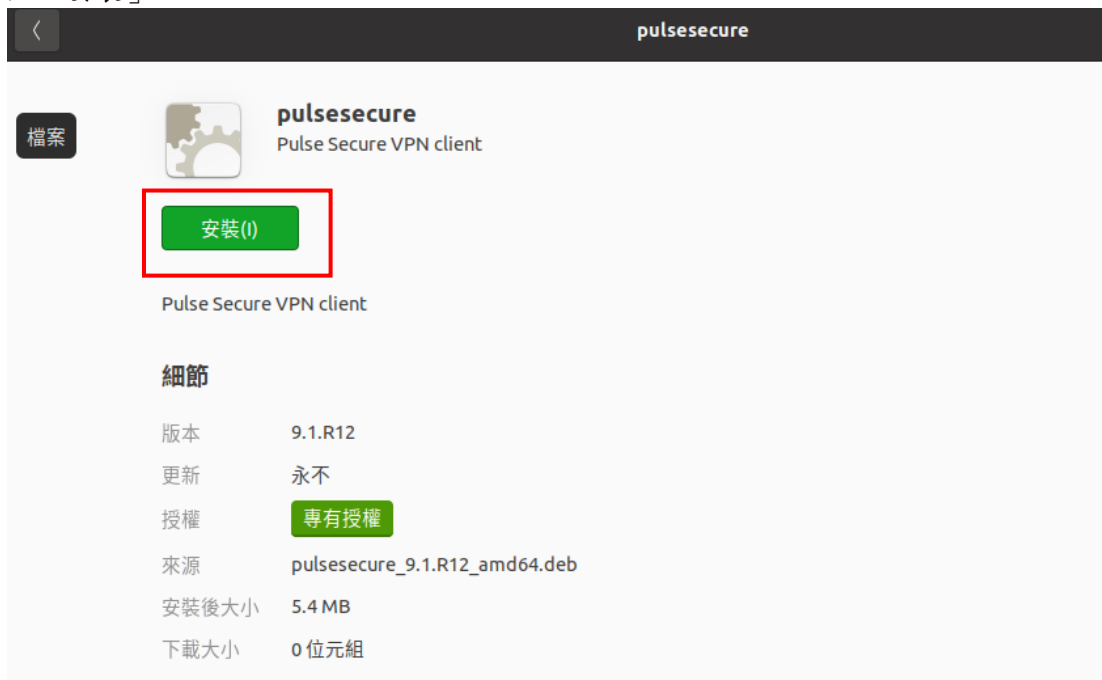 pulsesecure
檔案
pulsesecure
Pulse Secure VPN client
安裝(I)
Pulse Secure VPN client
細節
版本 9.1.R12
更新 永不
授權 專有授權
來源 pulsesecure_9.1.R12_amd64.deb
安裝後大小 5.4 MB
下載大小 0 位元組